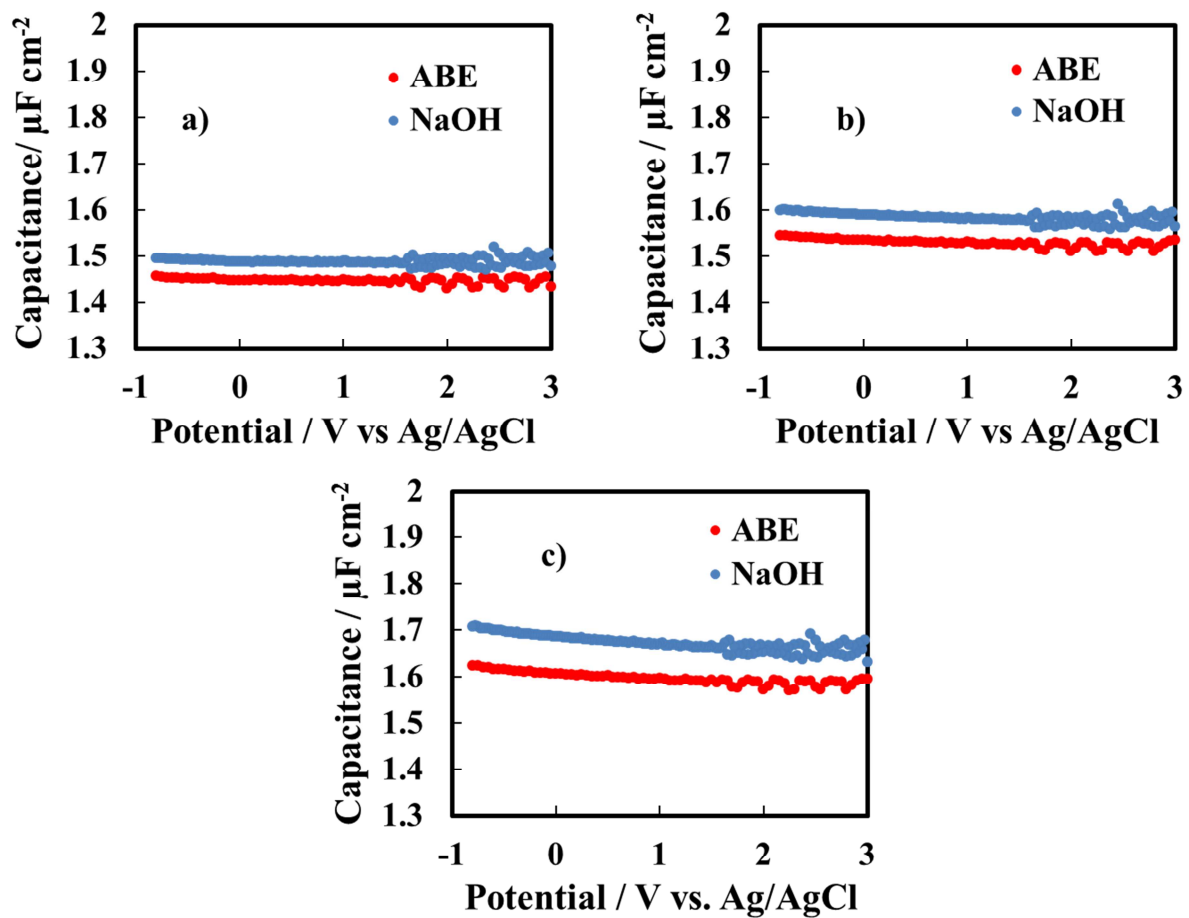 2
1.9
1.8
1.7
1.6
1.5
1.4
1.3
Capacitance/ µF cm-2
ABE
NaOH
a)
-1 0 1 2 3
Potential / V vs Ag/AgCl
2
1.9
1.8
1.7
1.6
1.5
1.4
1.3
Capacitance / µF cm-2
ABE
NaOH
b)
-1 0 1 2 3
Potential / V vs Ag/AgCl
2
1.9
1.8
1.7
1.6
1.5
1.4
1.3
Capacitance / µF cm-2
ABE
NaOH
c)
-1 0 1 2 3
Potential / V vs. Ag/AgCl